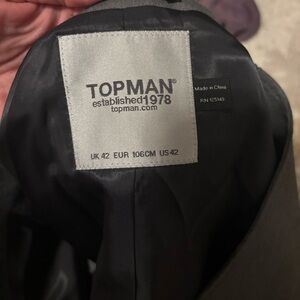 TOPMAN®
established1978
topman.com
UK 42 EUR 106CM US 42
Made in China